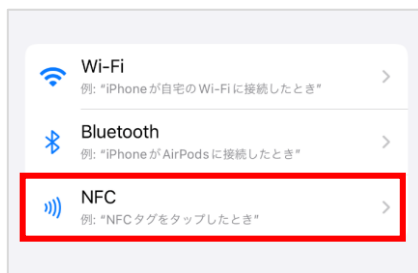 Wi-Fi
例: “iPhoneが自宅のWi-Fiに接続したとき”
Bluetooth
例: “iPhoneがAirPodsに接続したとき”
NFC
例: “NFCタグをタップしたとき”